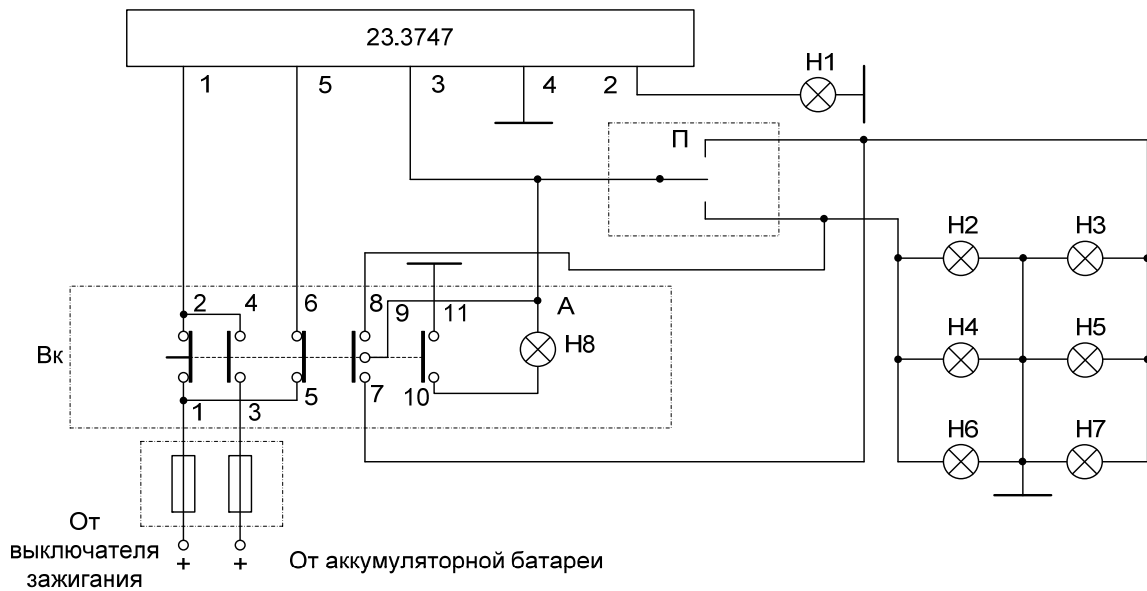 23.3747
1 5 3 4 2 Н1
П
Н2 Н3
2 4 6 8 9 11 А
Вк Н8
Н4 Н5
1 3 5 7 10
Н6 Н7
От
выключателя
зажигания
+ +
От аккумуляторной батареи